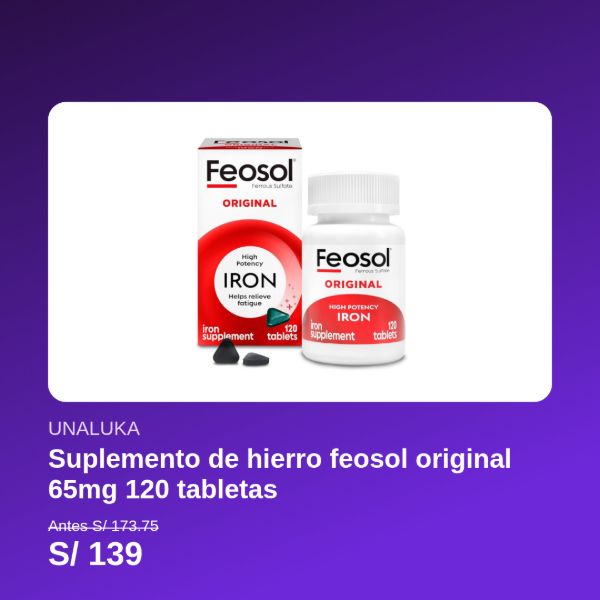 Feosol
Ferrous Sulfate
ORIGINAL
High
Potency
IRON
Helps relieve
fatigue
iron
supplement
120
tablets
Feosol
Ferrous Sulfate
ORIGINAL
HIGH POTENCY
IRON
iron
supplement
120
tablets
UNALUKA
Suplemento de hierro feosol original
65mg 120 tabletas
Antes S/ 173.75
S/ 139